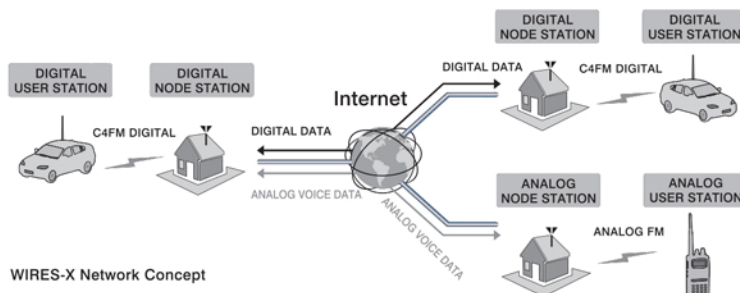 DIGITAL
NODE STATION
DIGITAL
USER STATION
DIGITAL DATA
C4FM DIGITAL
DIGITAL
USER STATION
DIGITAL
NODE STATION
Internet
C4FM DIGITAL
DIGITAL DATA
ANALOG VOICE DATA
ANALOG VOICE DATA
ANALOG
NODE STATION
ANALOG
USER STATION
ANALOG FM
WIRES-X Network Concept